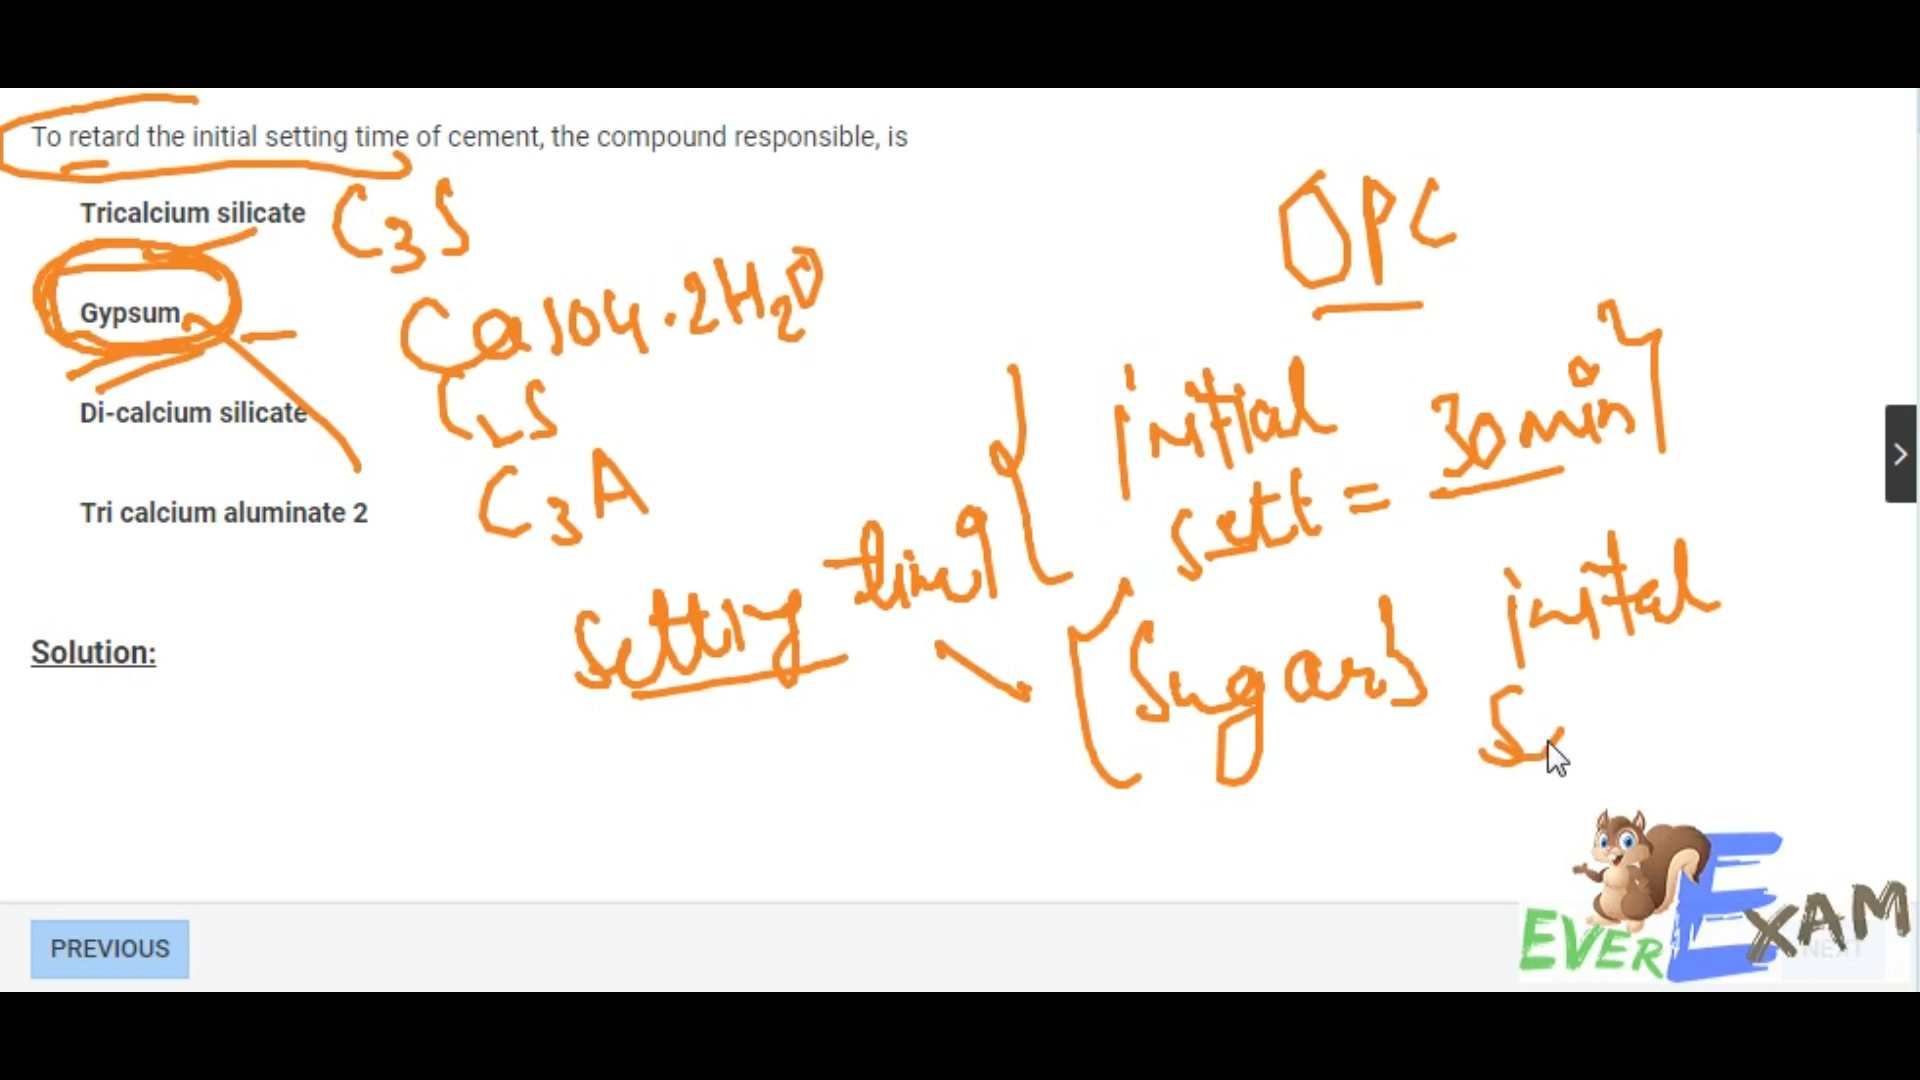 To retard the initial setting time of cement, the compound responsible, is
Tricalcium silicate C3S
OPC
Gypsum CaSO4.2H2O
Di-calcium silicate C2S
initial
sett = 30 min
Tri calcium aluminate 2 C3A
setting time
Sugar initial
S
Solution:
PREVIOUS
EVER EXAM
NEXT